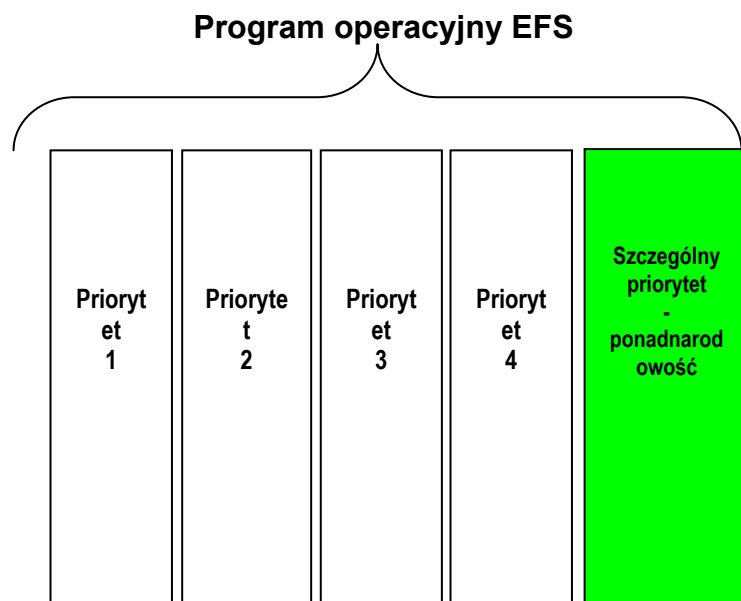 Program operacyjny EFS
Prioryt
et
1
Prioryte
t
2
Prioryt
et
3
Prioryt
et
4
Szczególny
priorytet
-
ponadnarod
owość